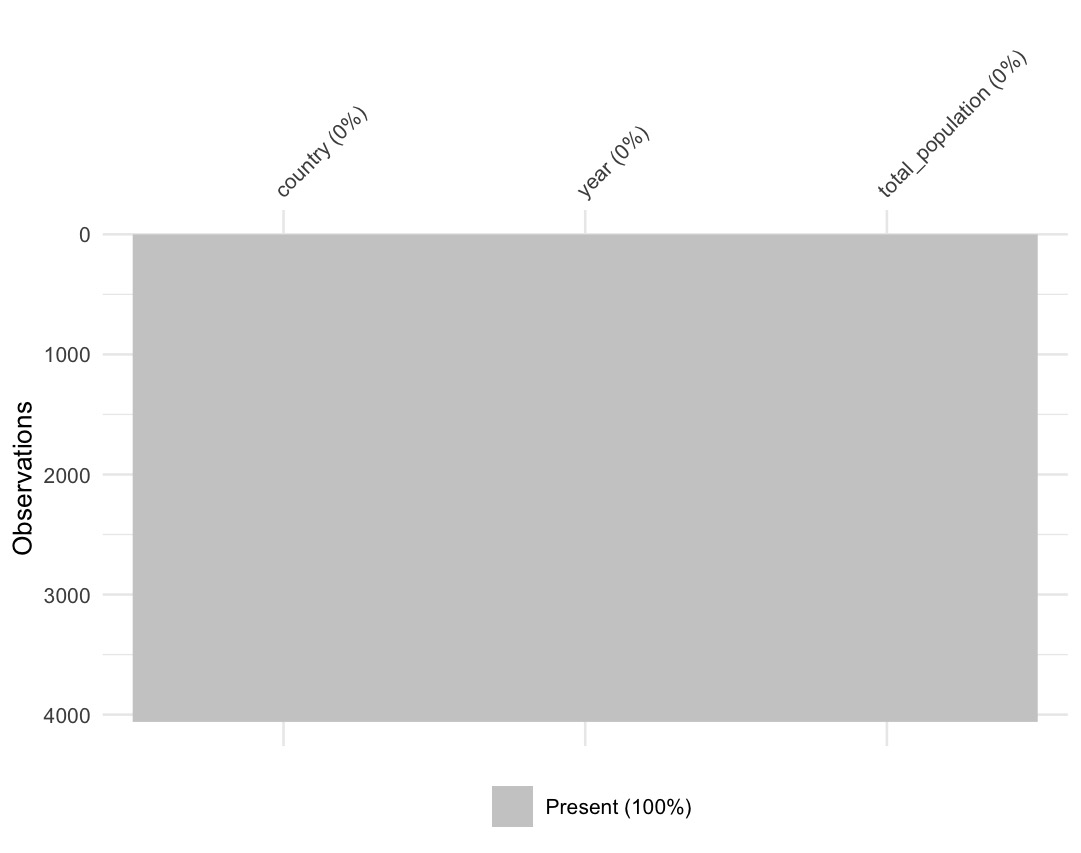 country (0%)
year (0%)
total_population (0%)
0
1000
2000
3000
4000
Observations
Present (100%)